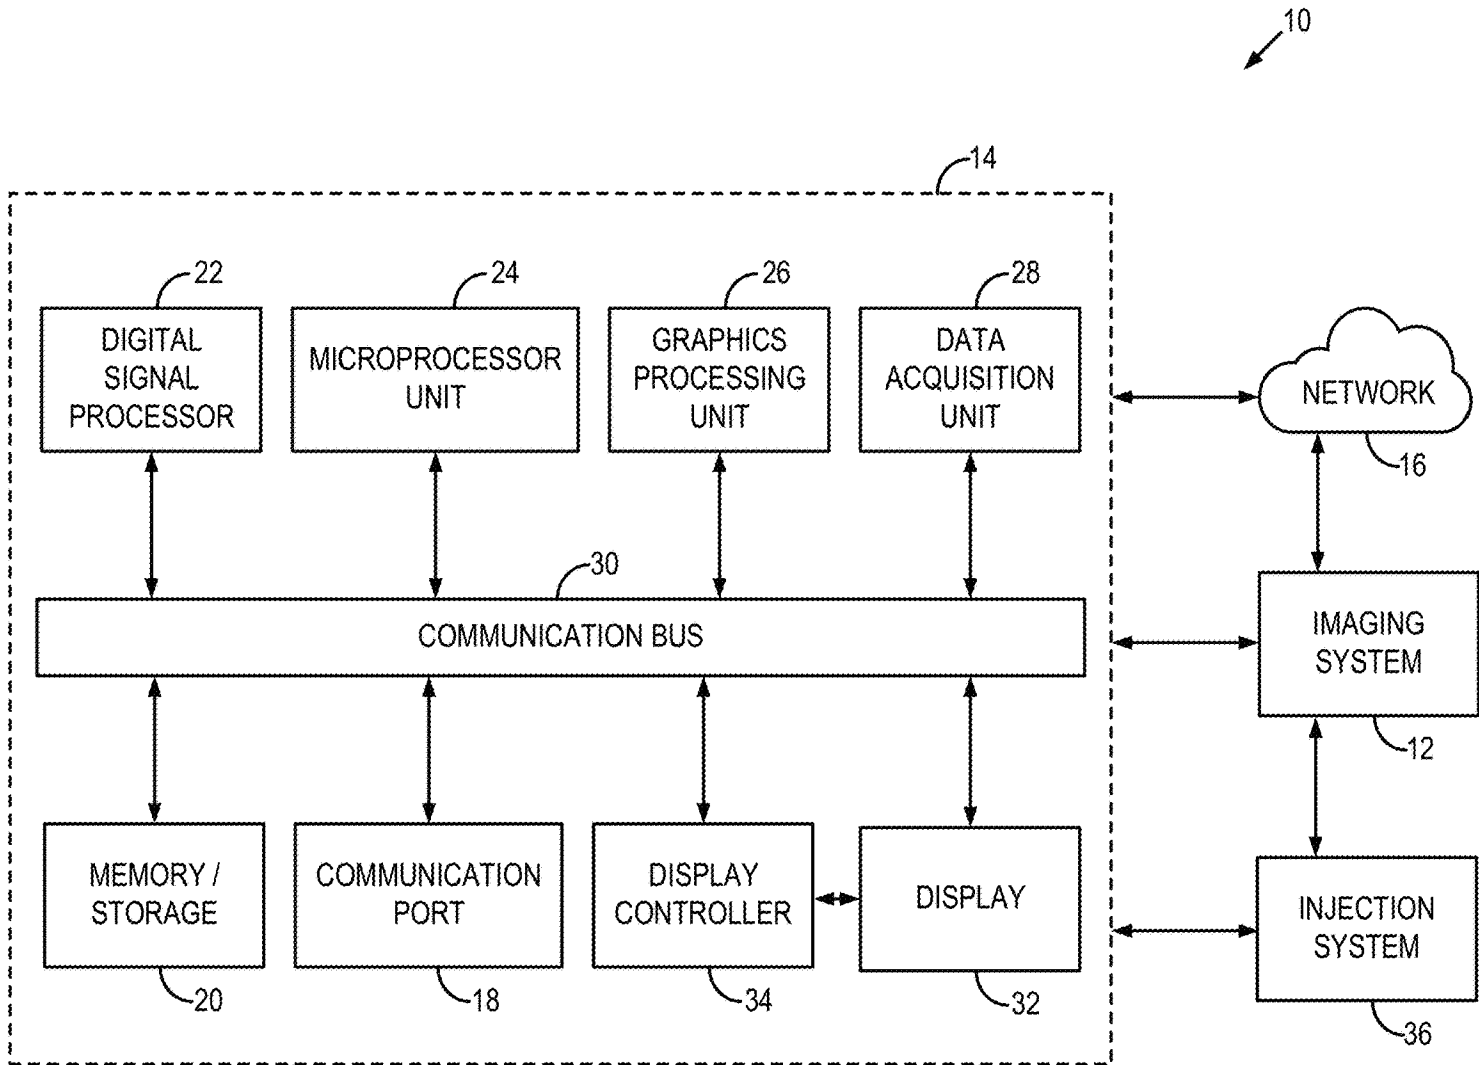 10
14
22
24
26
28
DIGITAL
SIGNAL
PROCESSOR
MICROPROCESSOR
UNIT
GRAPHICS
PROCESSING
UNIT
DATA
ACQUISITION
UNIT
NETWORK
16
30
COMMUNICATION BUS
IMAGING
SYSTEM
12
MEMORY /
STORAGE
COMMUNICATION
PORT
DISPLAY
CONTROLLER
DISPLAY
INJECTION
SYSTEM
20
18
34
32
36